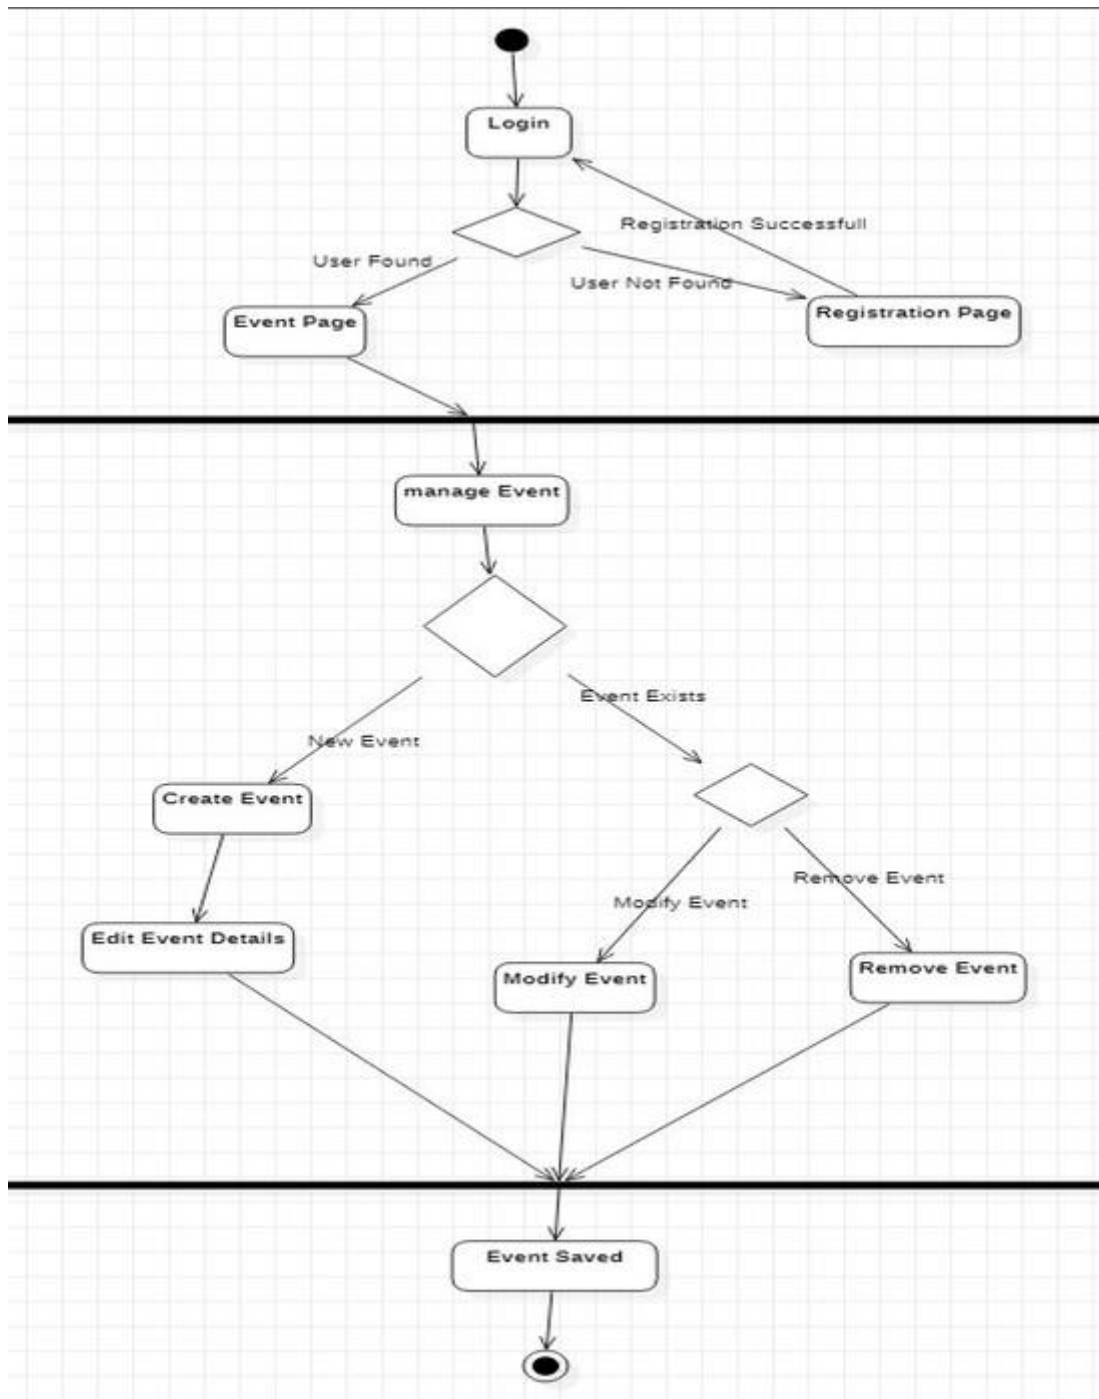 Login
Registration Successfull
User Found
User Not Found
Event Page
Registration Page
manage Event
Event Exists
New Event
Create Event
Remove Event
Modify Event
Edit Event Details
Modify Event
Remove Event
Event Saved